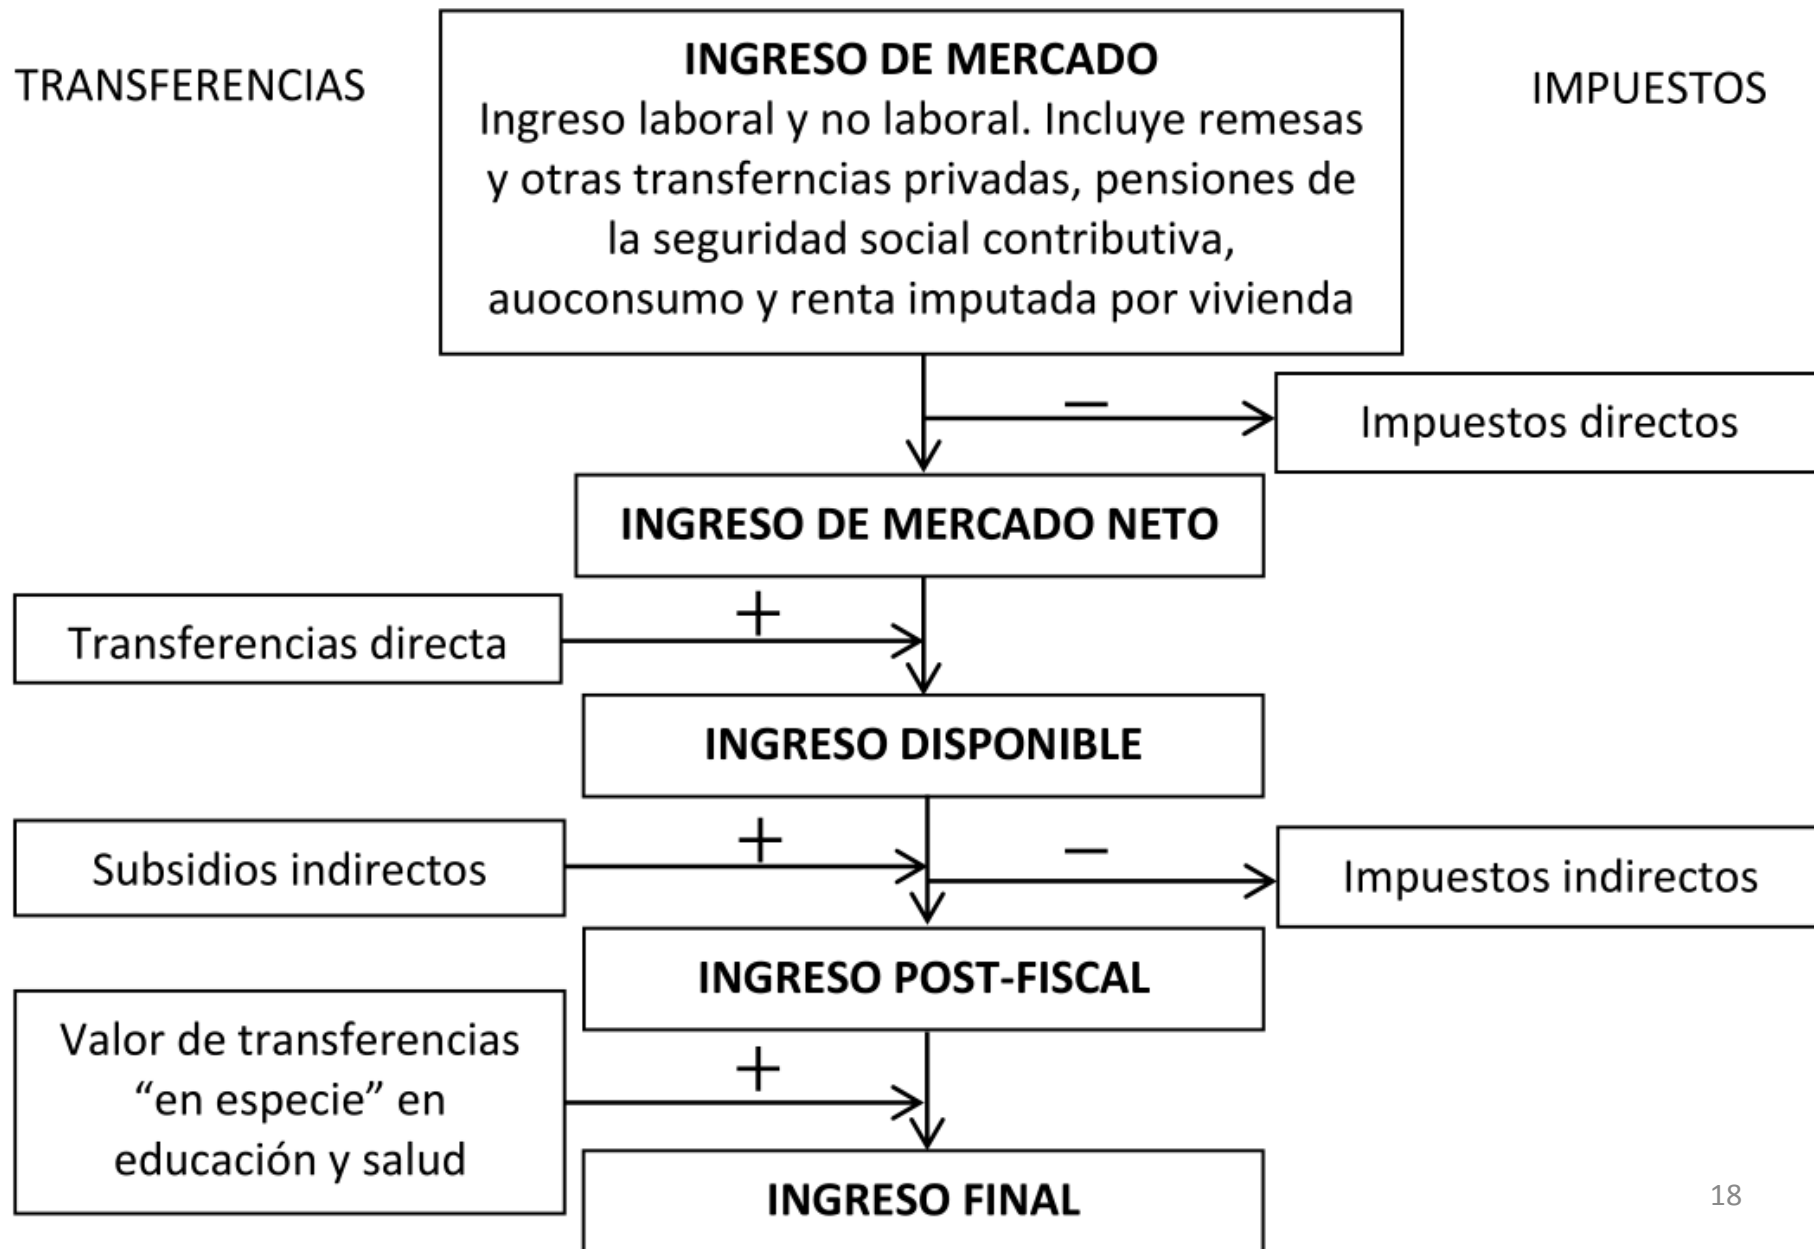 TRANSFERENCIAS
INGRESO DE MERCADO
Ingreso laboral y no laboral. Incluye remesas
y otras transferncias privadas, pensiones de
la seguridad social contributiva,
auoconsumo y renta imputada por vivienda
IMPUESTOS
–
Impuestos directos
INGRESO DE MERCADO NETO
+
Transferencias directa
INGRESO DISPONIBLE
+
Subsidios indirectos
–
Impuestos indirectos
INGRESO POST-FISCAL
+
Valor de transferencias
“en especie” en
educación y salud
INGRESO FINAL
18